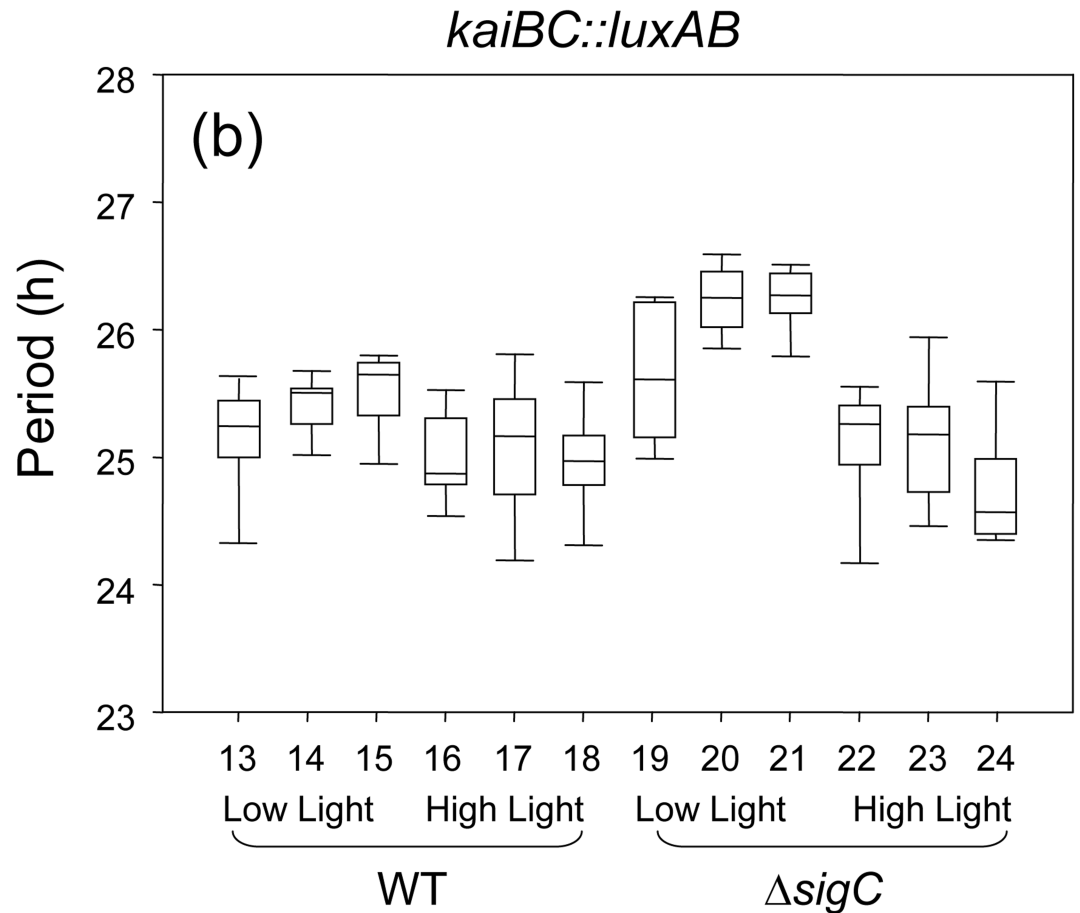 kaiBC::luxAB
(b)
Period (h)
28
27
26
25
24
23
13 14 15 16 17 18 19 20 21 22 23 24
Low Light High Light Low Light High Light
WT ΔsigC